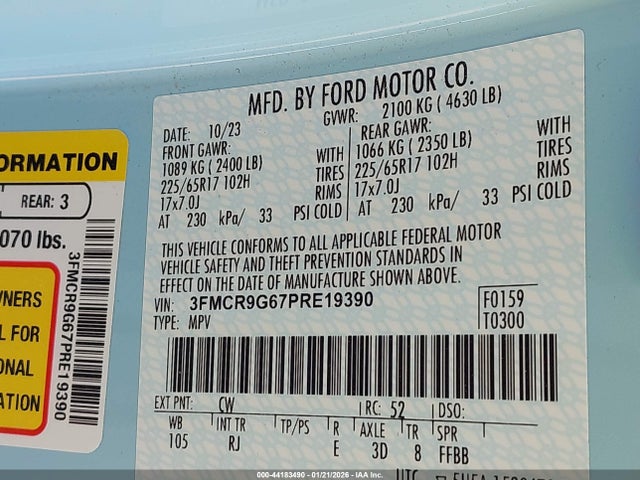 MFD. BY FORD MOTOR CO.
DATE: 10/23 GVWR: 2100 KG ( 4630 LB)
FRONT GAWR: REAR GAWR:
1089 KG ( 2400 LB) WITH 1066 KG ( 2350 LB) WITH
225/65R17 102H TIRES 225/65R17 102H TIRES
17x7.0J RIMS 17x7.0J RIMS
AT 230 kPa/ 33 PSI COLD AT 230 kPa/ 33 PSI COLD
THIS VEHICLE CONFORMS TO ALL APPLICABLE FEDERAL MOTOR
VEHICLE SAFETY AND THEFT PREVENTION STANDARDS IN
EFFECT ON THE DATE OF MANUFACTURE SHOWN ABOVE.
VIN: 3FMCR9G67PRE19390 F0159
TYPE: MPV T0300
EXT PNT: CW RC: 52 DSO:
WB INT TR TP/PS R AXLE TR SPR
105 RJ E 3D 8 FFBB
UTC
ORMATION
REAR: 3
070 lbs.
3FMCR9G67PRE19390
WNERS
L FOR
ONAL
ATION
000-44183490 - 01/21/2026 - IAA Inc.